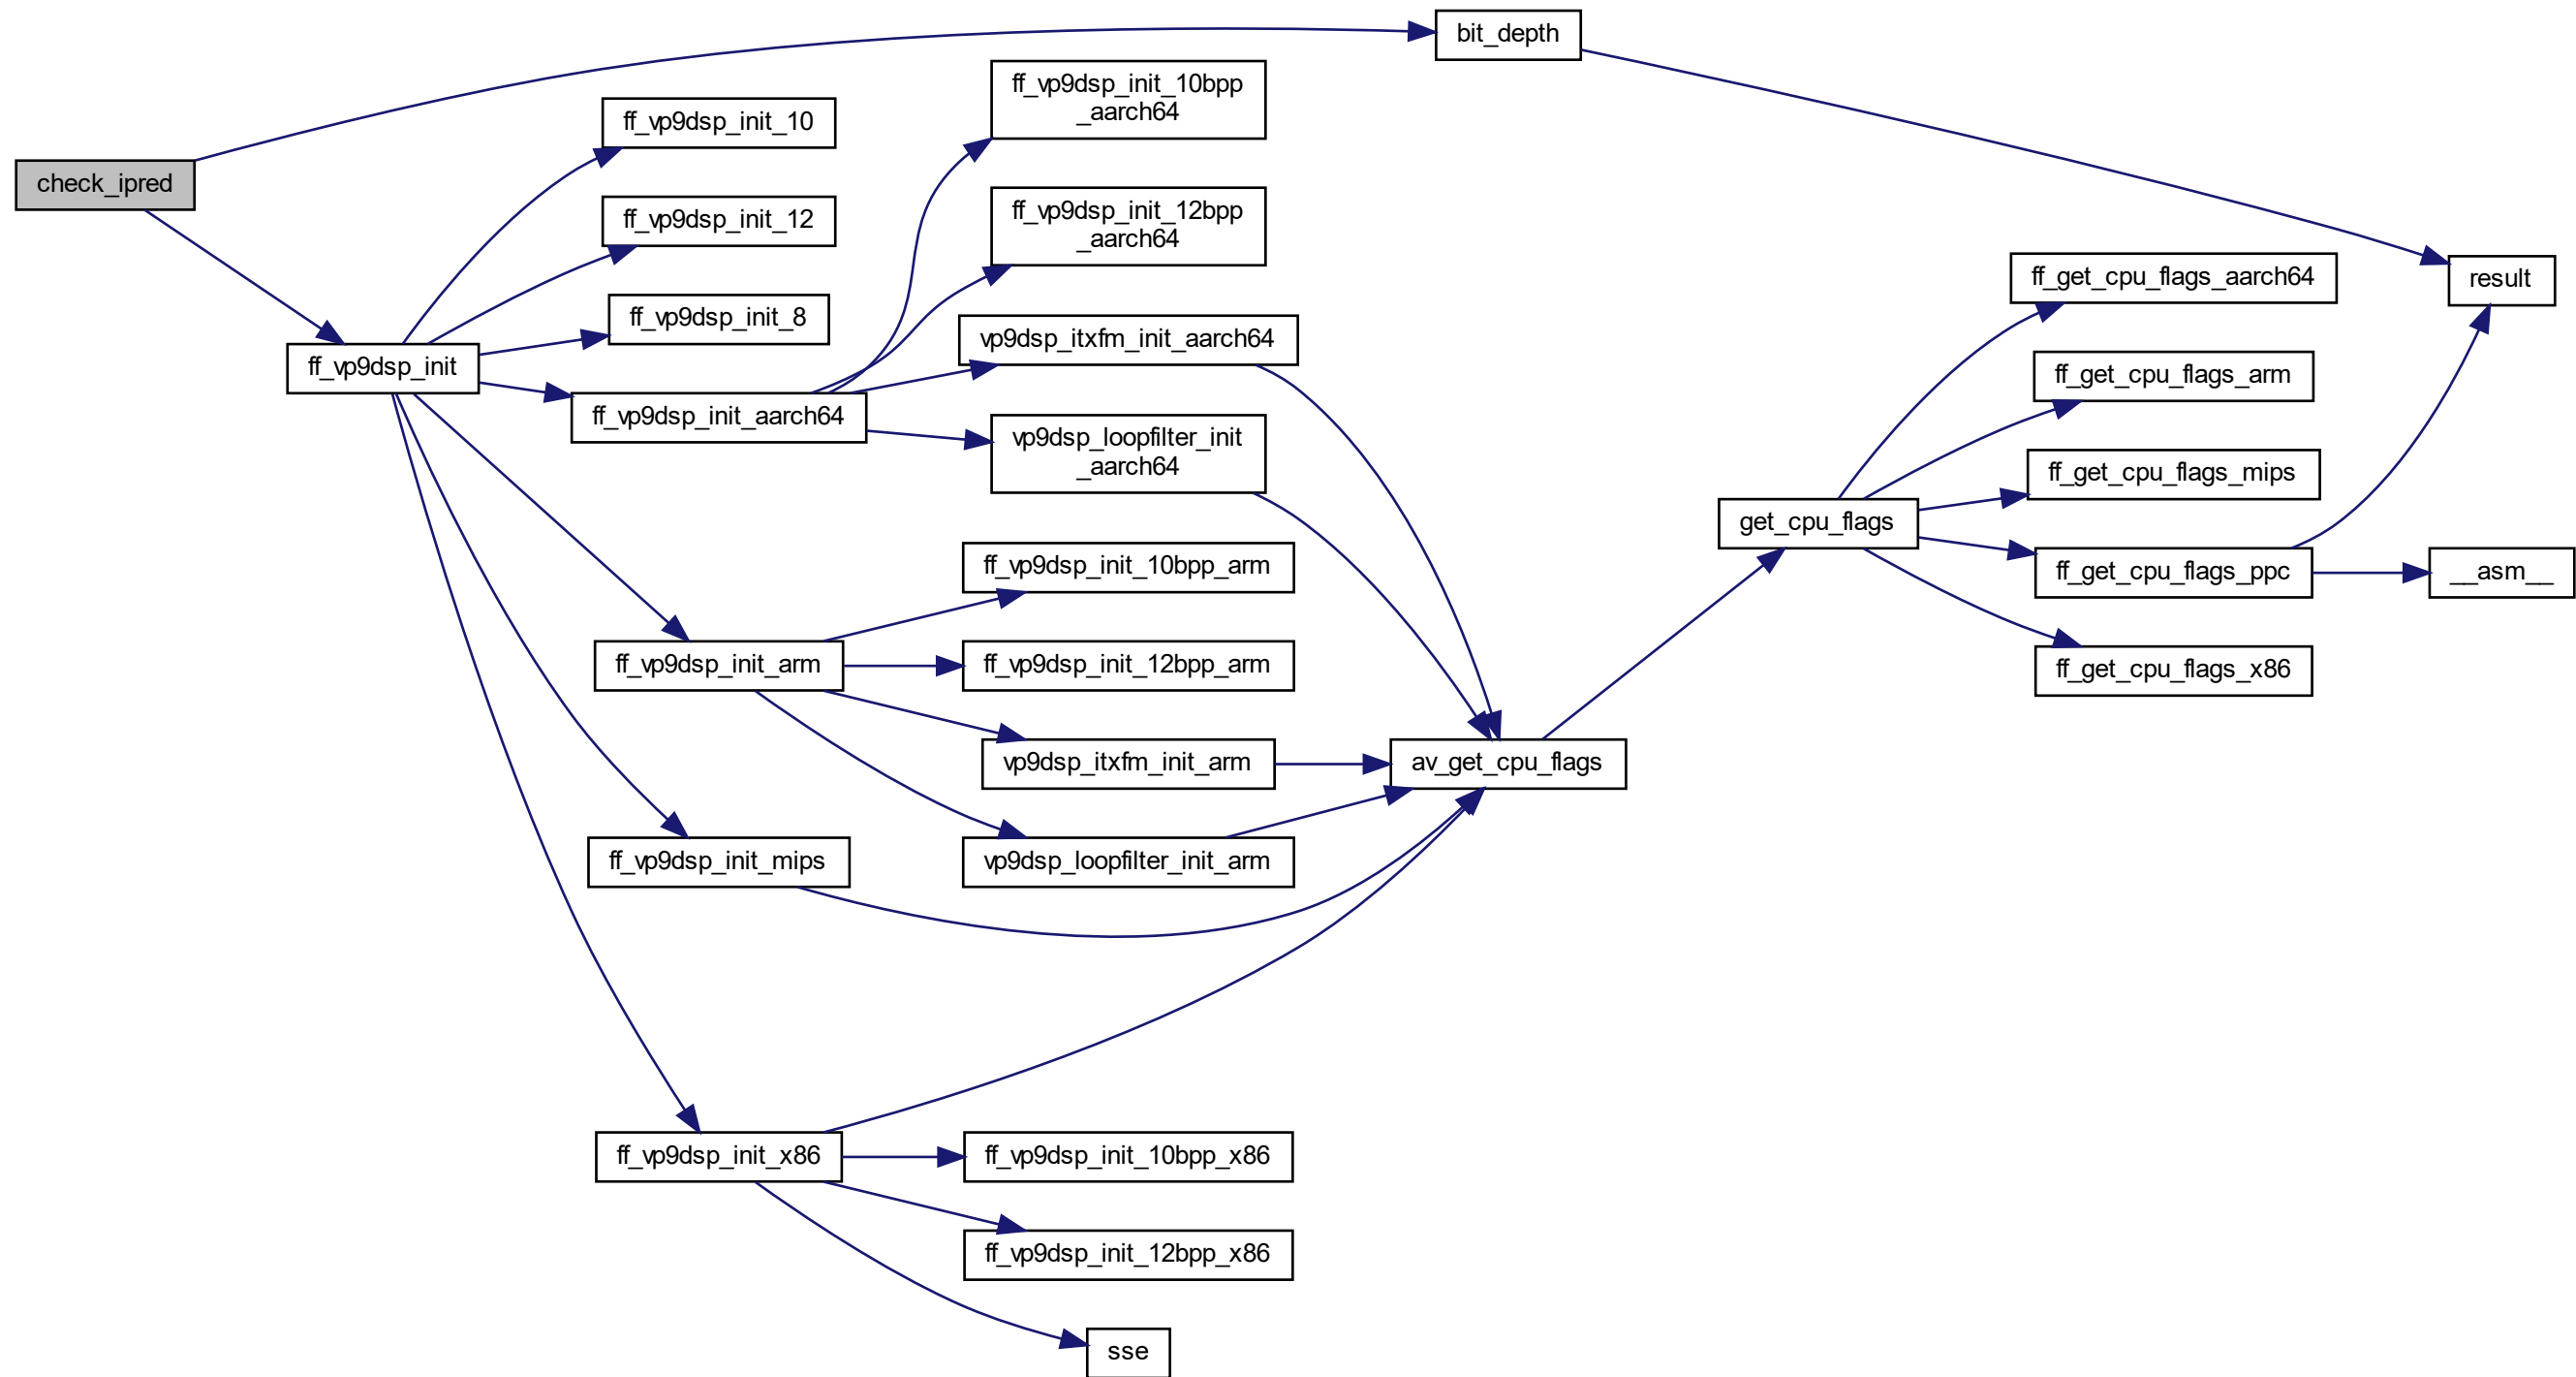 check_ipred
bit_depth
ff_vp9dsp_init
ff_vp9dsp_init_10
ff_vp9dsp_init_12
ff_vp9dsp_init_8
ff_vp9dsp_init_aarch64
ff_vp9dsp_init_10bpp
_aarch64
ff_vp9dsp_init_12bpp
_aarch64
vp9dsp_itxfm_init_aarch64
vp9dsp_loopfilter_init
_aarch64
ff_vp9dsp_init_arm
ff_vp9dsp_init_10bpp_arm
ff_vp9dsp_init_12bpp_arm
vp9dsp_itxfm_init_arm
vp9dsp_loopfilter_init_arm
ff_vp9dsp_init_mips
ff_vp9dsp_init_x86
ff_vp9dsp_init_10bpp_x86
ff_vp9dsp_init_12bpp_x86
sse
av_get_cpu_flags
get_cpu_flags
ff_get_cpu_flags_aarch64
ff_get_cpu_flags_arm
ff_get_cpu_flags_mips
ff_get_cpu_flags_ppc
ff_get_cpu_flags_x86
result
__asm__